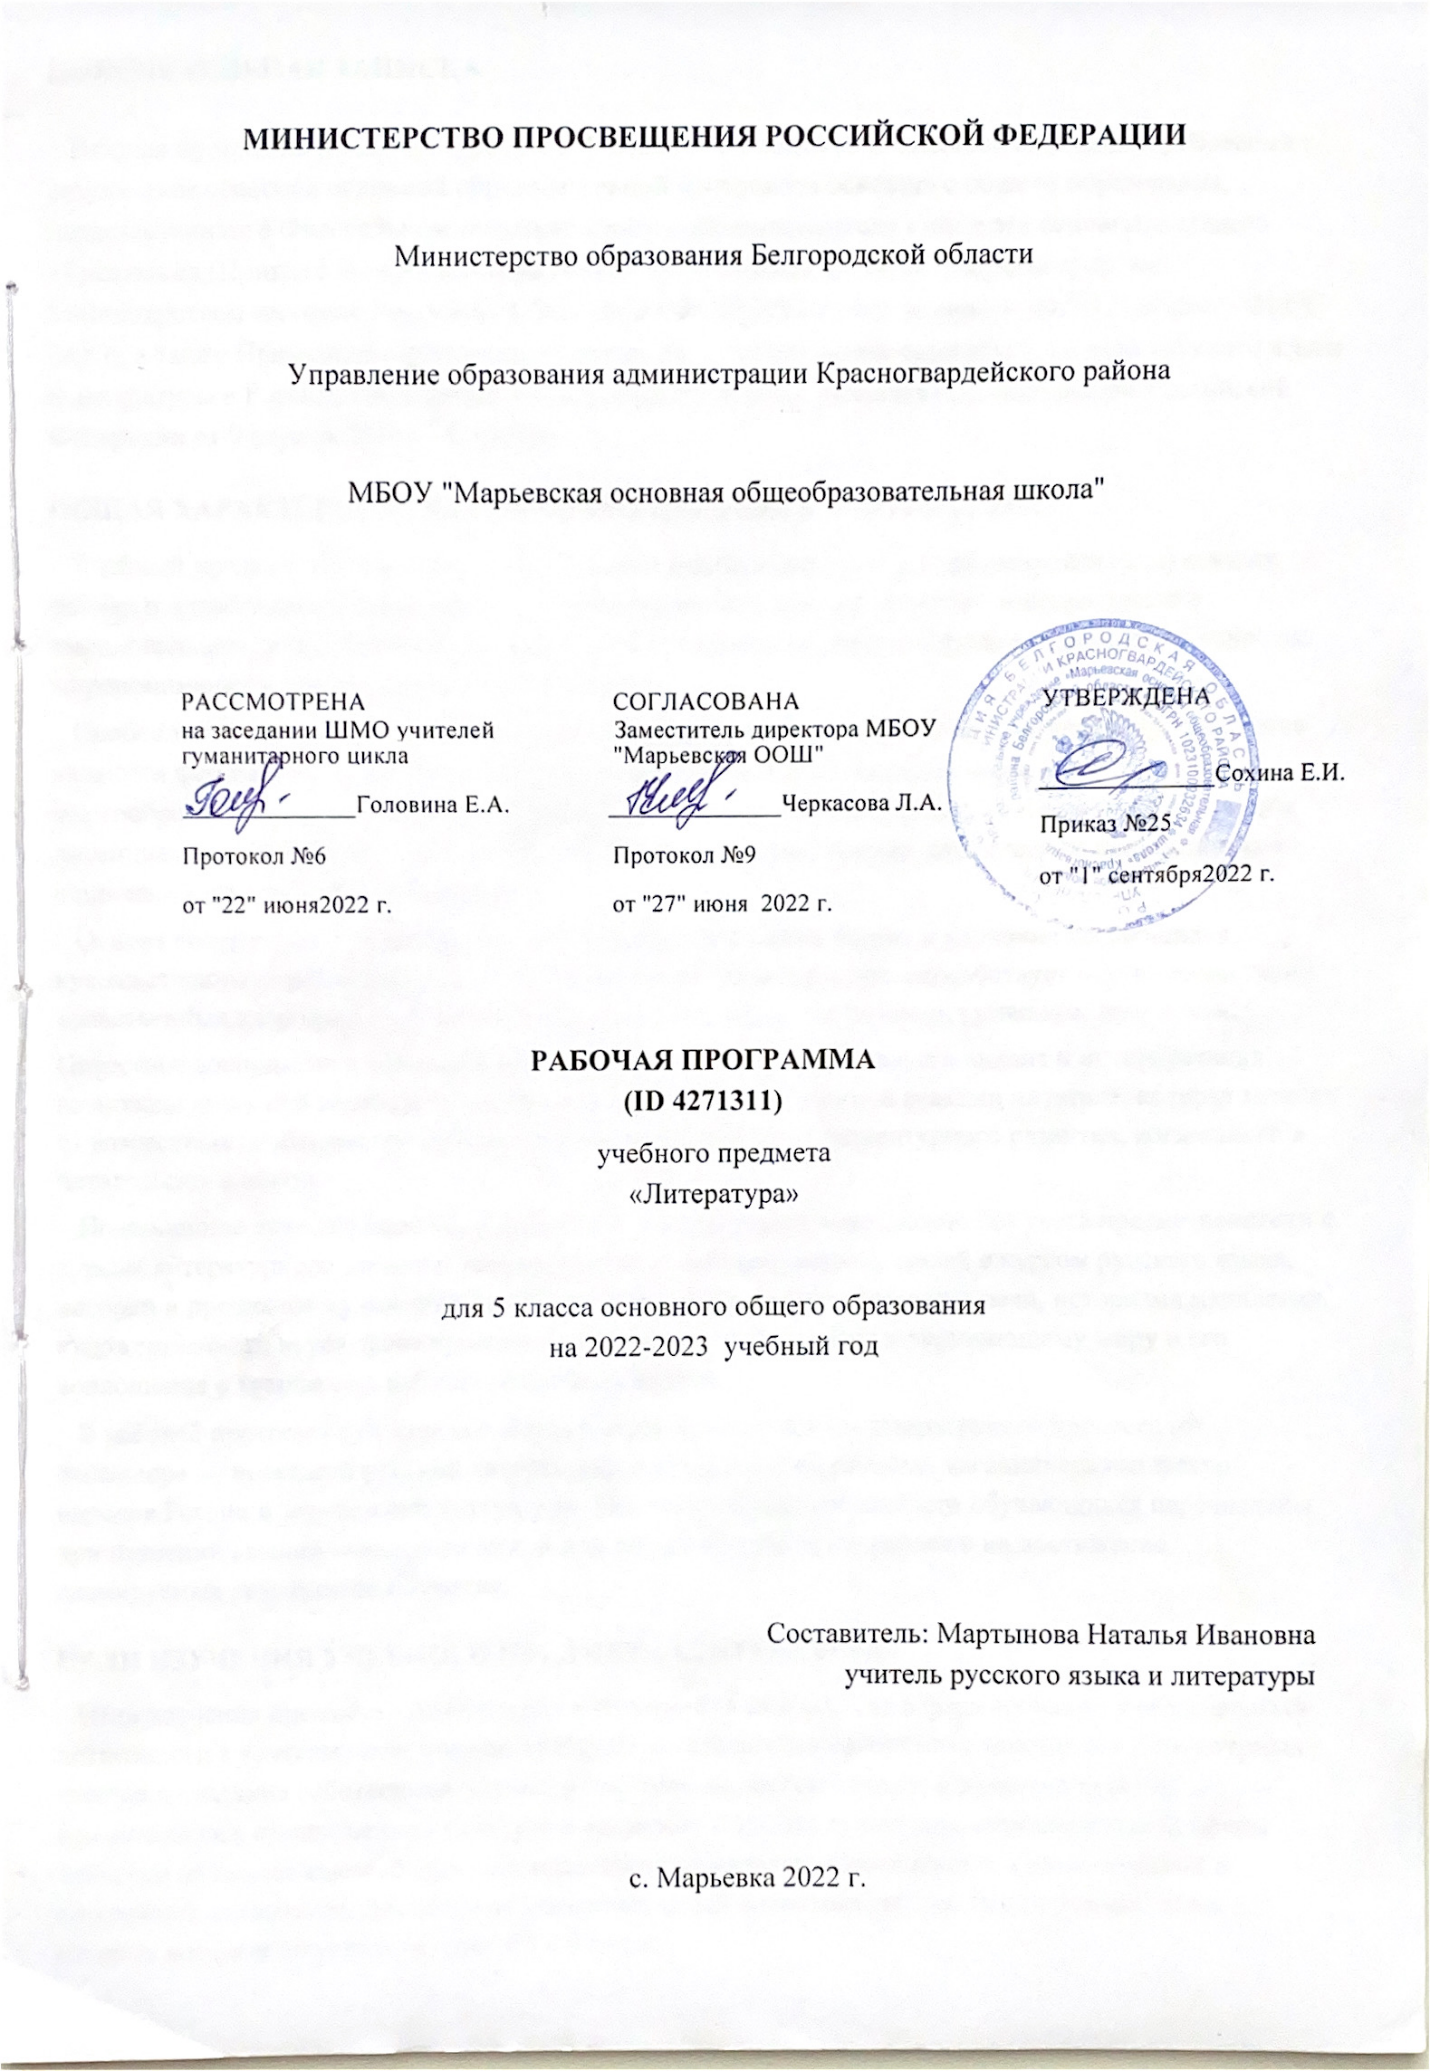 МИНИСТЕРСТВО ПРОСВЕЩЕНИЯ РОССИЙСКОЙ ФЕДЕРАЦИИ
Министерство образования Белгородской области
Управление образования администрации Красногвардейского района
МБОУ "Марьевская основная общеобразовательная школа"
РАССМОТРЕНА
на заседании ШМО учителей
гуманитарного цикла
Головина Е.А.
Протокол №6
от "22" июня2022 г.
СОГЛАСОВАНА
Заместитель директора МБОУ
"Марьевская ООШ"
Черкасова Л.А.
Протокол №9
от "27" июня 2022 г.
УТВЕРЖДЕНА
Сохина Е.И.
Приказ №25
от "1" сентября2022 г.
БЕЛГОРОДСКАЯ ОБЛАСТЬ
РАБОЧАЯ ПРОГРАММА
(ID 4271311)
учебного предмета
«Литература»
для 5 класса основного общего образования
на 2022-2023 учебный год
Составитель: Мартынова Наталья Ивановна
учитель русского языка и литературы
с. Марьевка 2022 г.